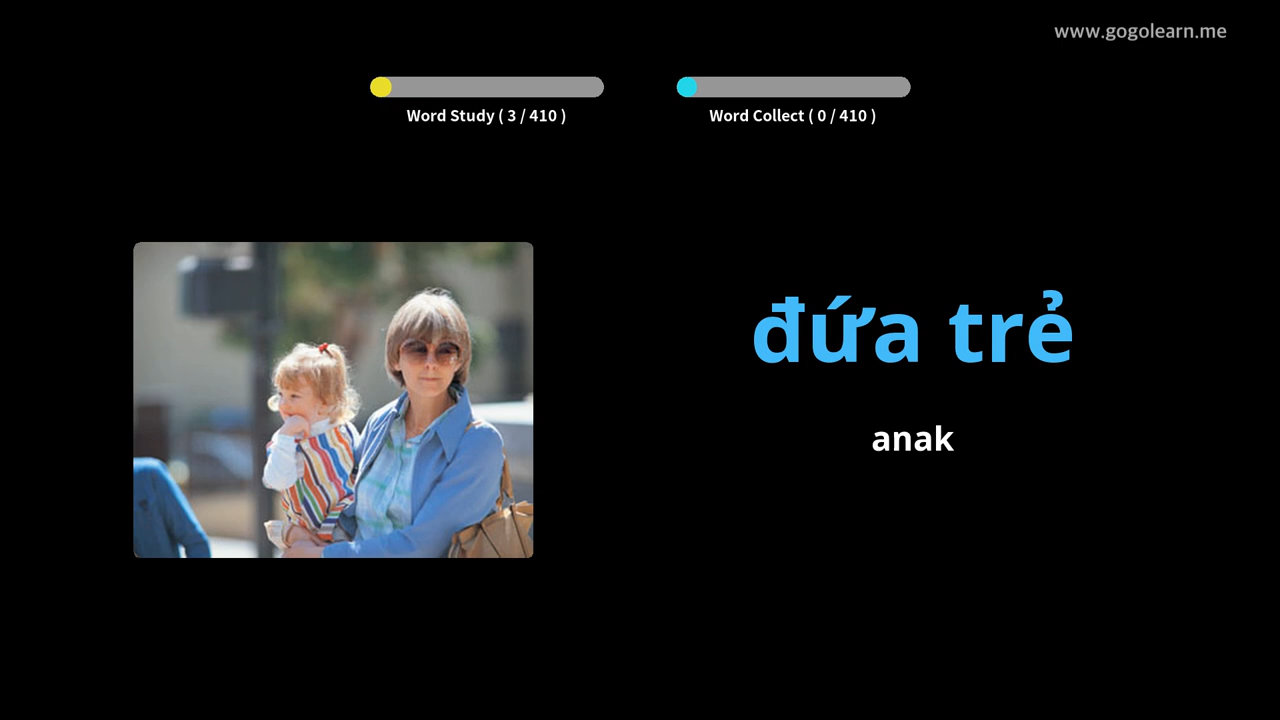 www.gogolearn.me
Word Study ( 3 / 410 )
Word Collect ( 0 / 410 )
đứa trẻ
anak